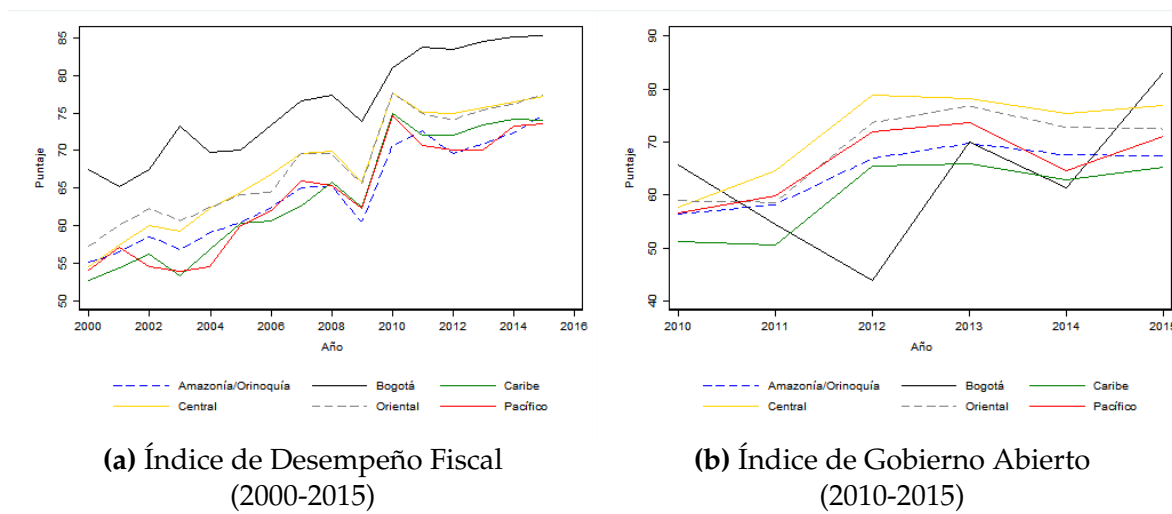 85
80
75
70
65
60
55
50
Puntaje
2000 2002 2004 2006 2008 2010 2012 2014 2016
Año
Amazonía/Orinoquía Bogotá Caribe
Central Oriental Pacífico
(a) Índice de Desempeño Fiscal
(2000-2015)
90
80
70
60
50
40
Puntaje
2010 2011 2012 2013 2014 2015
Año
Amazonía/Orinoquía Bogotá Caribe
Central Oriental Pacífico
(b) Índice de Gobierno Abierto
(2010-2015)